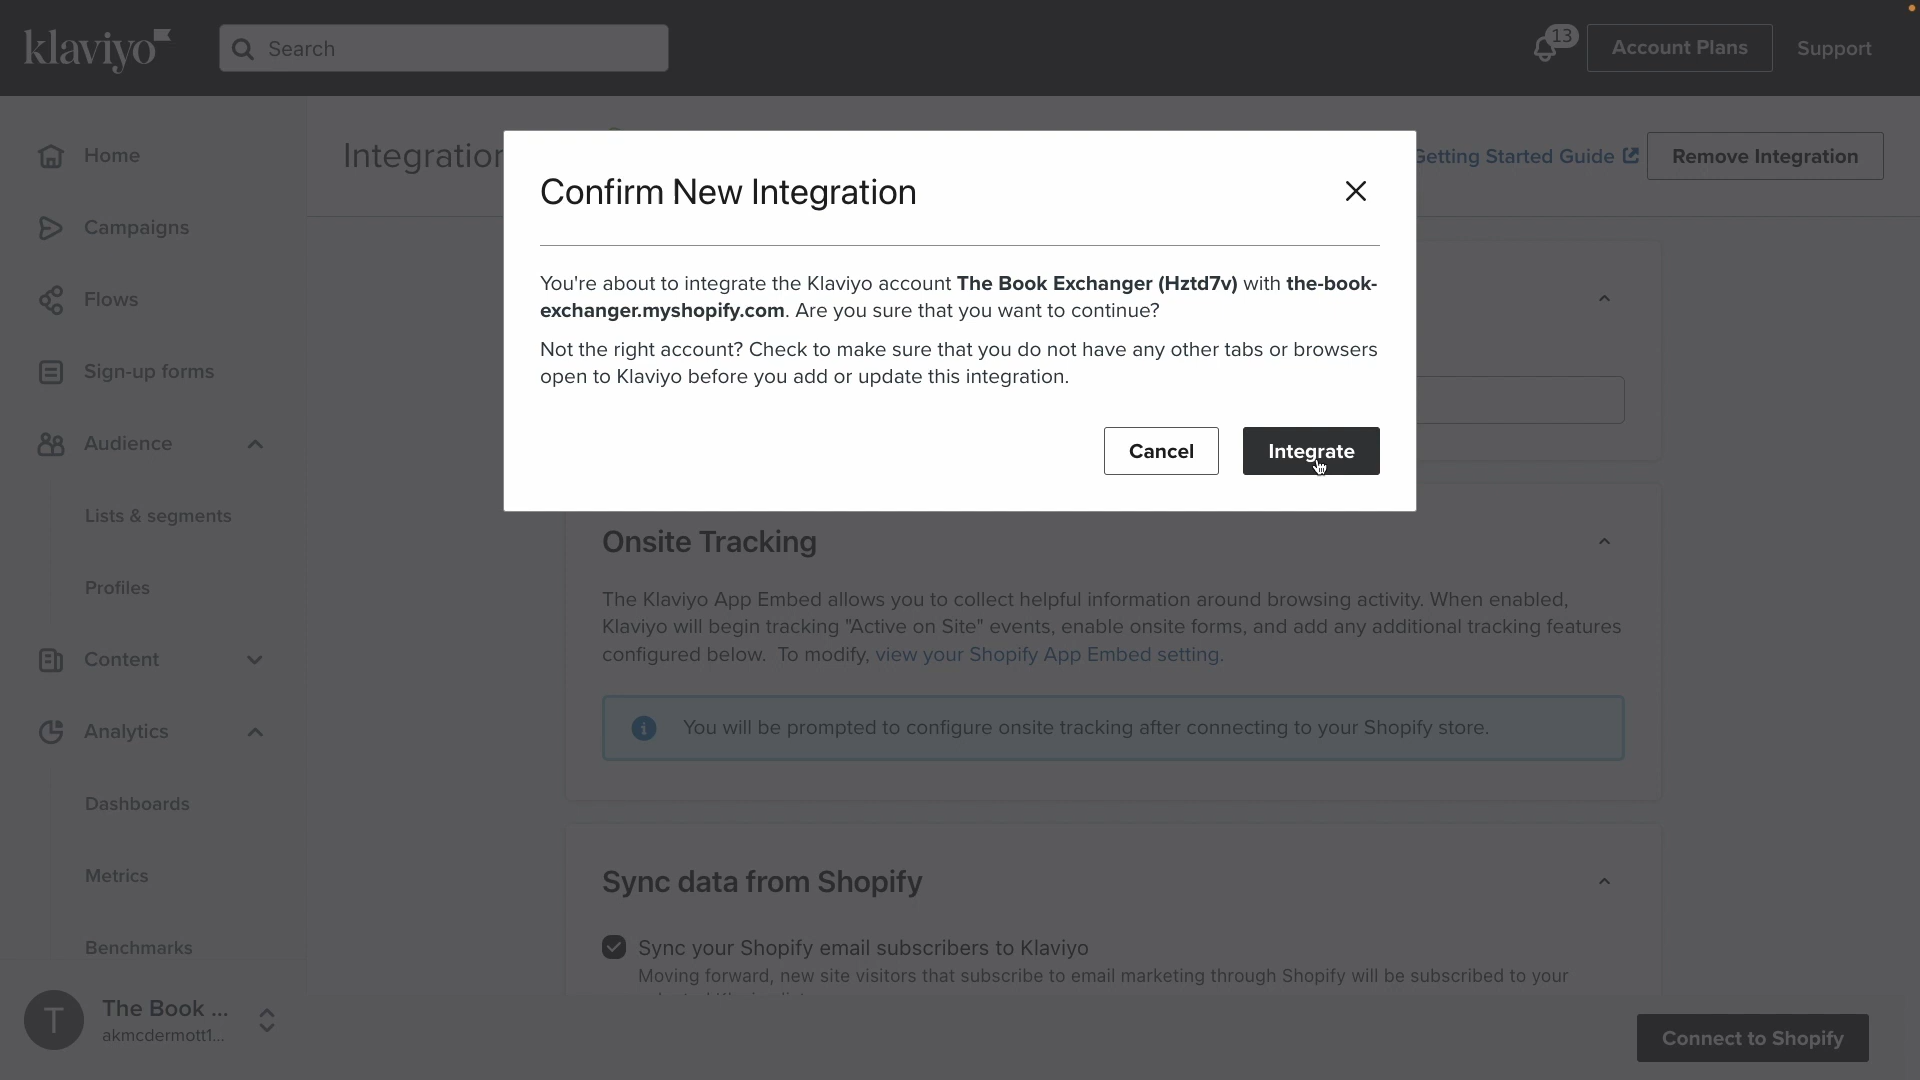 klaviyo
Search
13
Account Plans
Support
Home
Campaigns
Flows
Sign-up forms
Audience
Lists & segments
Profiles
Content
Analytics
Dashboards
Metrics
Benchmarks
T
The Book ...
akmcdermott1...
Integration
Getting Started Guide
Remove Integration
Confirm New Integration
You're about to integrate the Klaviyo account The Book Exchanger (Hztd7v) with the-book-
exchanger.myshopify.com. Are you sure that you want to continue?
Not the right account? Check to make sure that you do not have any other tabs or browsers
open to Klaviyo before you add or update this integration.
Cancel
Integrate
Onsite Tracking
The Klaviyo App Embed allows you to collect helpful information around browsing activity. When enabled,
Klaviyo will begin tracking "Active on Site" events, enable onsite forms, and add any additional tracking features
configured below. To modify, view your Shopify App Embed setting.
You will be prompted to configure onsite tracking after connecting to your Shopify store.
Sync data from Shopify
Sync your Shopify email subscribers to Klaviyo
Moving forward, new site visitors that subscribe to email marketing through Shopify will be subscribed to your
Connect to Shopify